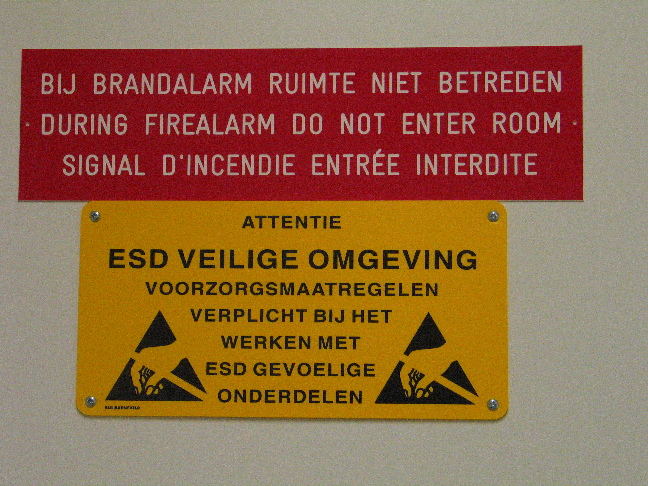 BIJ BRANDALARM RUIMTE NIET BETREDEN
DURING FIREALARM DO NOT ENTER ROOM
SIGNAL D'INCENDIE ENTRÉE INTERDITE
ATTENTIE
ESD VEILIGE OMGEVING
VOORZORGSMAATREGELEN
VERPLICHT BIJ HET
WERKEN MET
ESD GEVOELIGE
ONDERDELEN